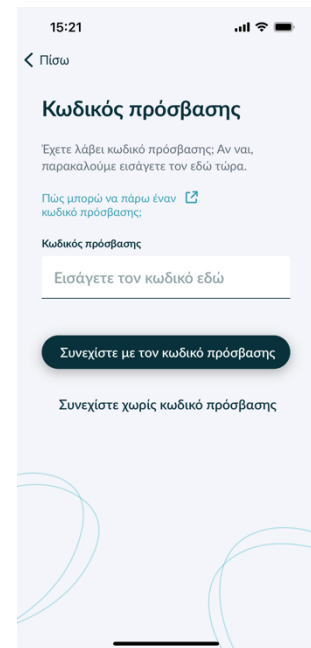 15:21
Πίσω
Κωδικός πρόσβασης
Έχετε λάβει κωδικό πρόσβασης; Αν ναι,
παρακαλούμε εισάγετε τον εδώ τώρα.
Πώς μπορώ να πάρω έναν
κωδικό πρόσβασης;
Κωδικός πρόσβασης
Εισάγετε τον κωδικό εδώ
Συνεχίστε με τον κωδικό πρόσβασης
Συνεχίστε χωρίς κωδικό πρόσβασης